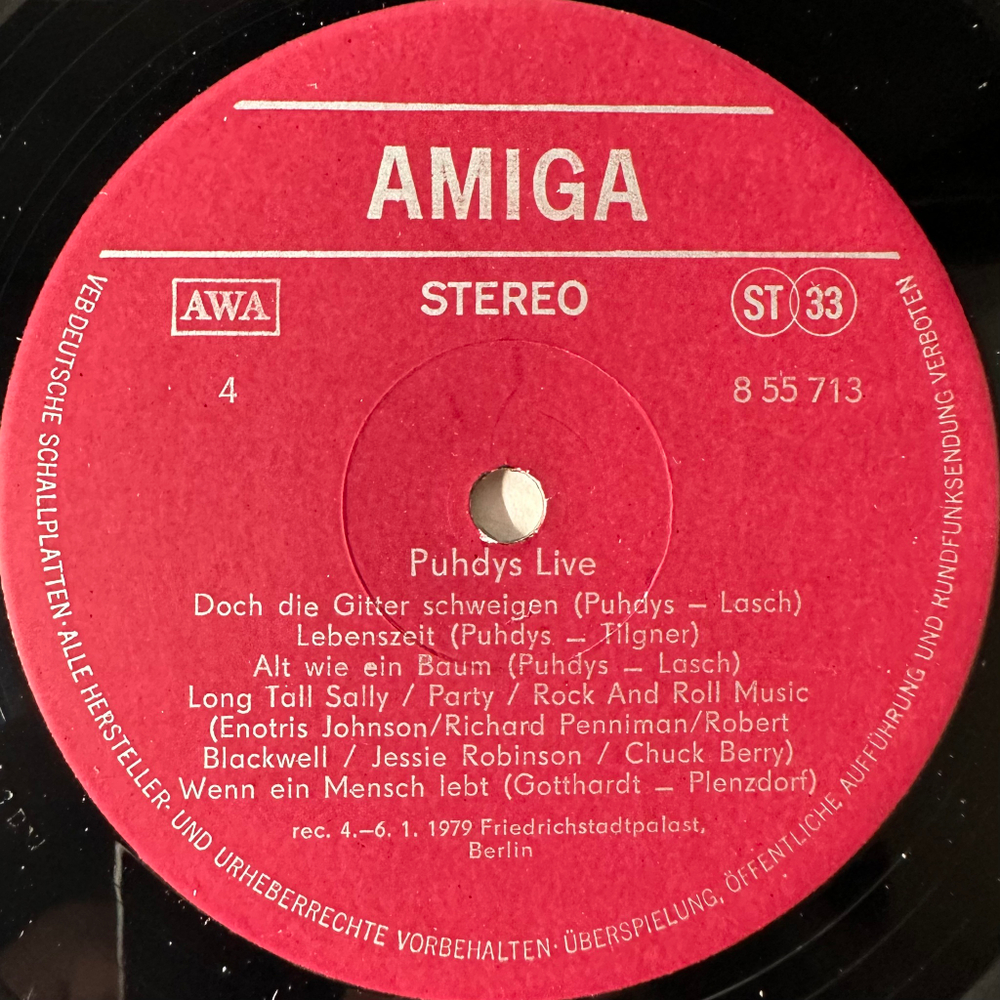 AMIGA
AWA
STEREO
ST 33
4
8 55 713
Puhdys Live
Doch die Gitter schweigen (Puhdys – Lasch)
Lebenszeit (Puhdys – Tilgner)
Alt wie ein Baum (Puhdys – Lasch)
Long Tall Sally / Party / Rock And Roll Music
(Enotris Johnson/Richard Penniman/Robert
Blackwell / Jessie Robinson / Chuck Berry)
Wenn ein Mensch lebt (Gotthardt – Plenzdorf)
rec. 4.–6. 1. 1979 Friedrichstadtpalast,
Berlin
VEB DEUTSCHE SCHALLPLATTEN· ALLE HERSTELLER- UND URHEBERRECHTE VORBEHALTEN· ÜBERSPIELUNG, ÖFFENTLICHE AUFFÜHRUNG UND RUNDFUNKSENDUNG VERBOTEN